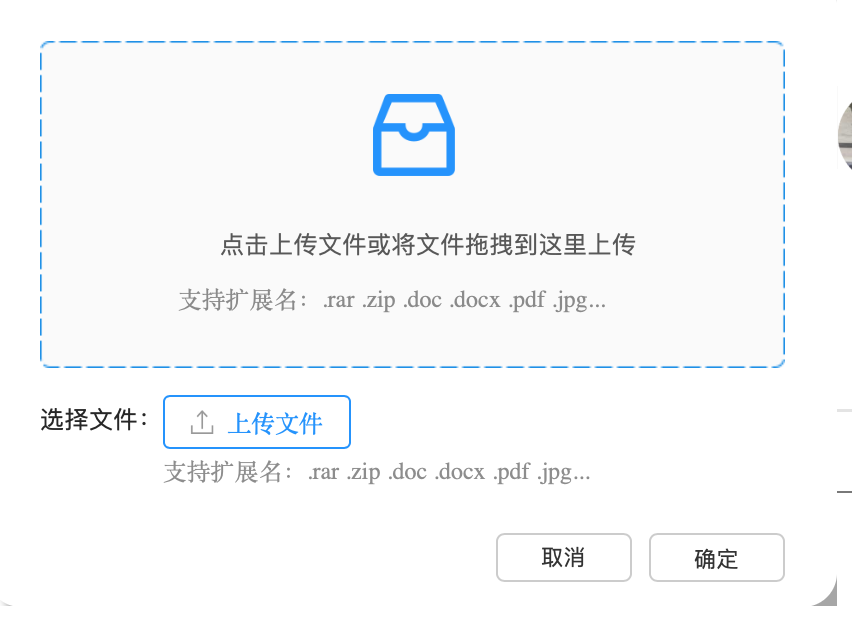 点击上传文件或将文件拖拽到这里上传
支持扩展名：.rar .zip .doc .docx .pdf .jpg...
选择文件： 上传文件
支持扩展名：.rar .zip .doc .docx .pdf .jpg...
取消 确定